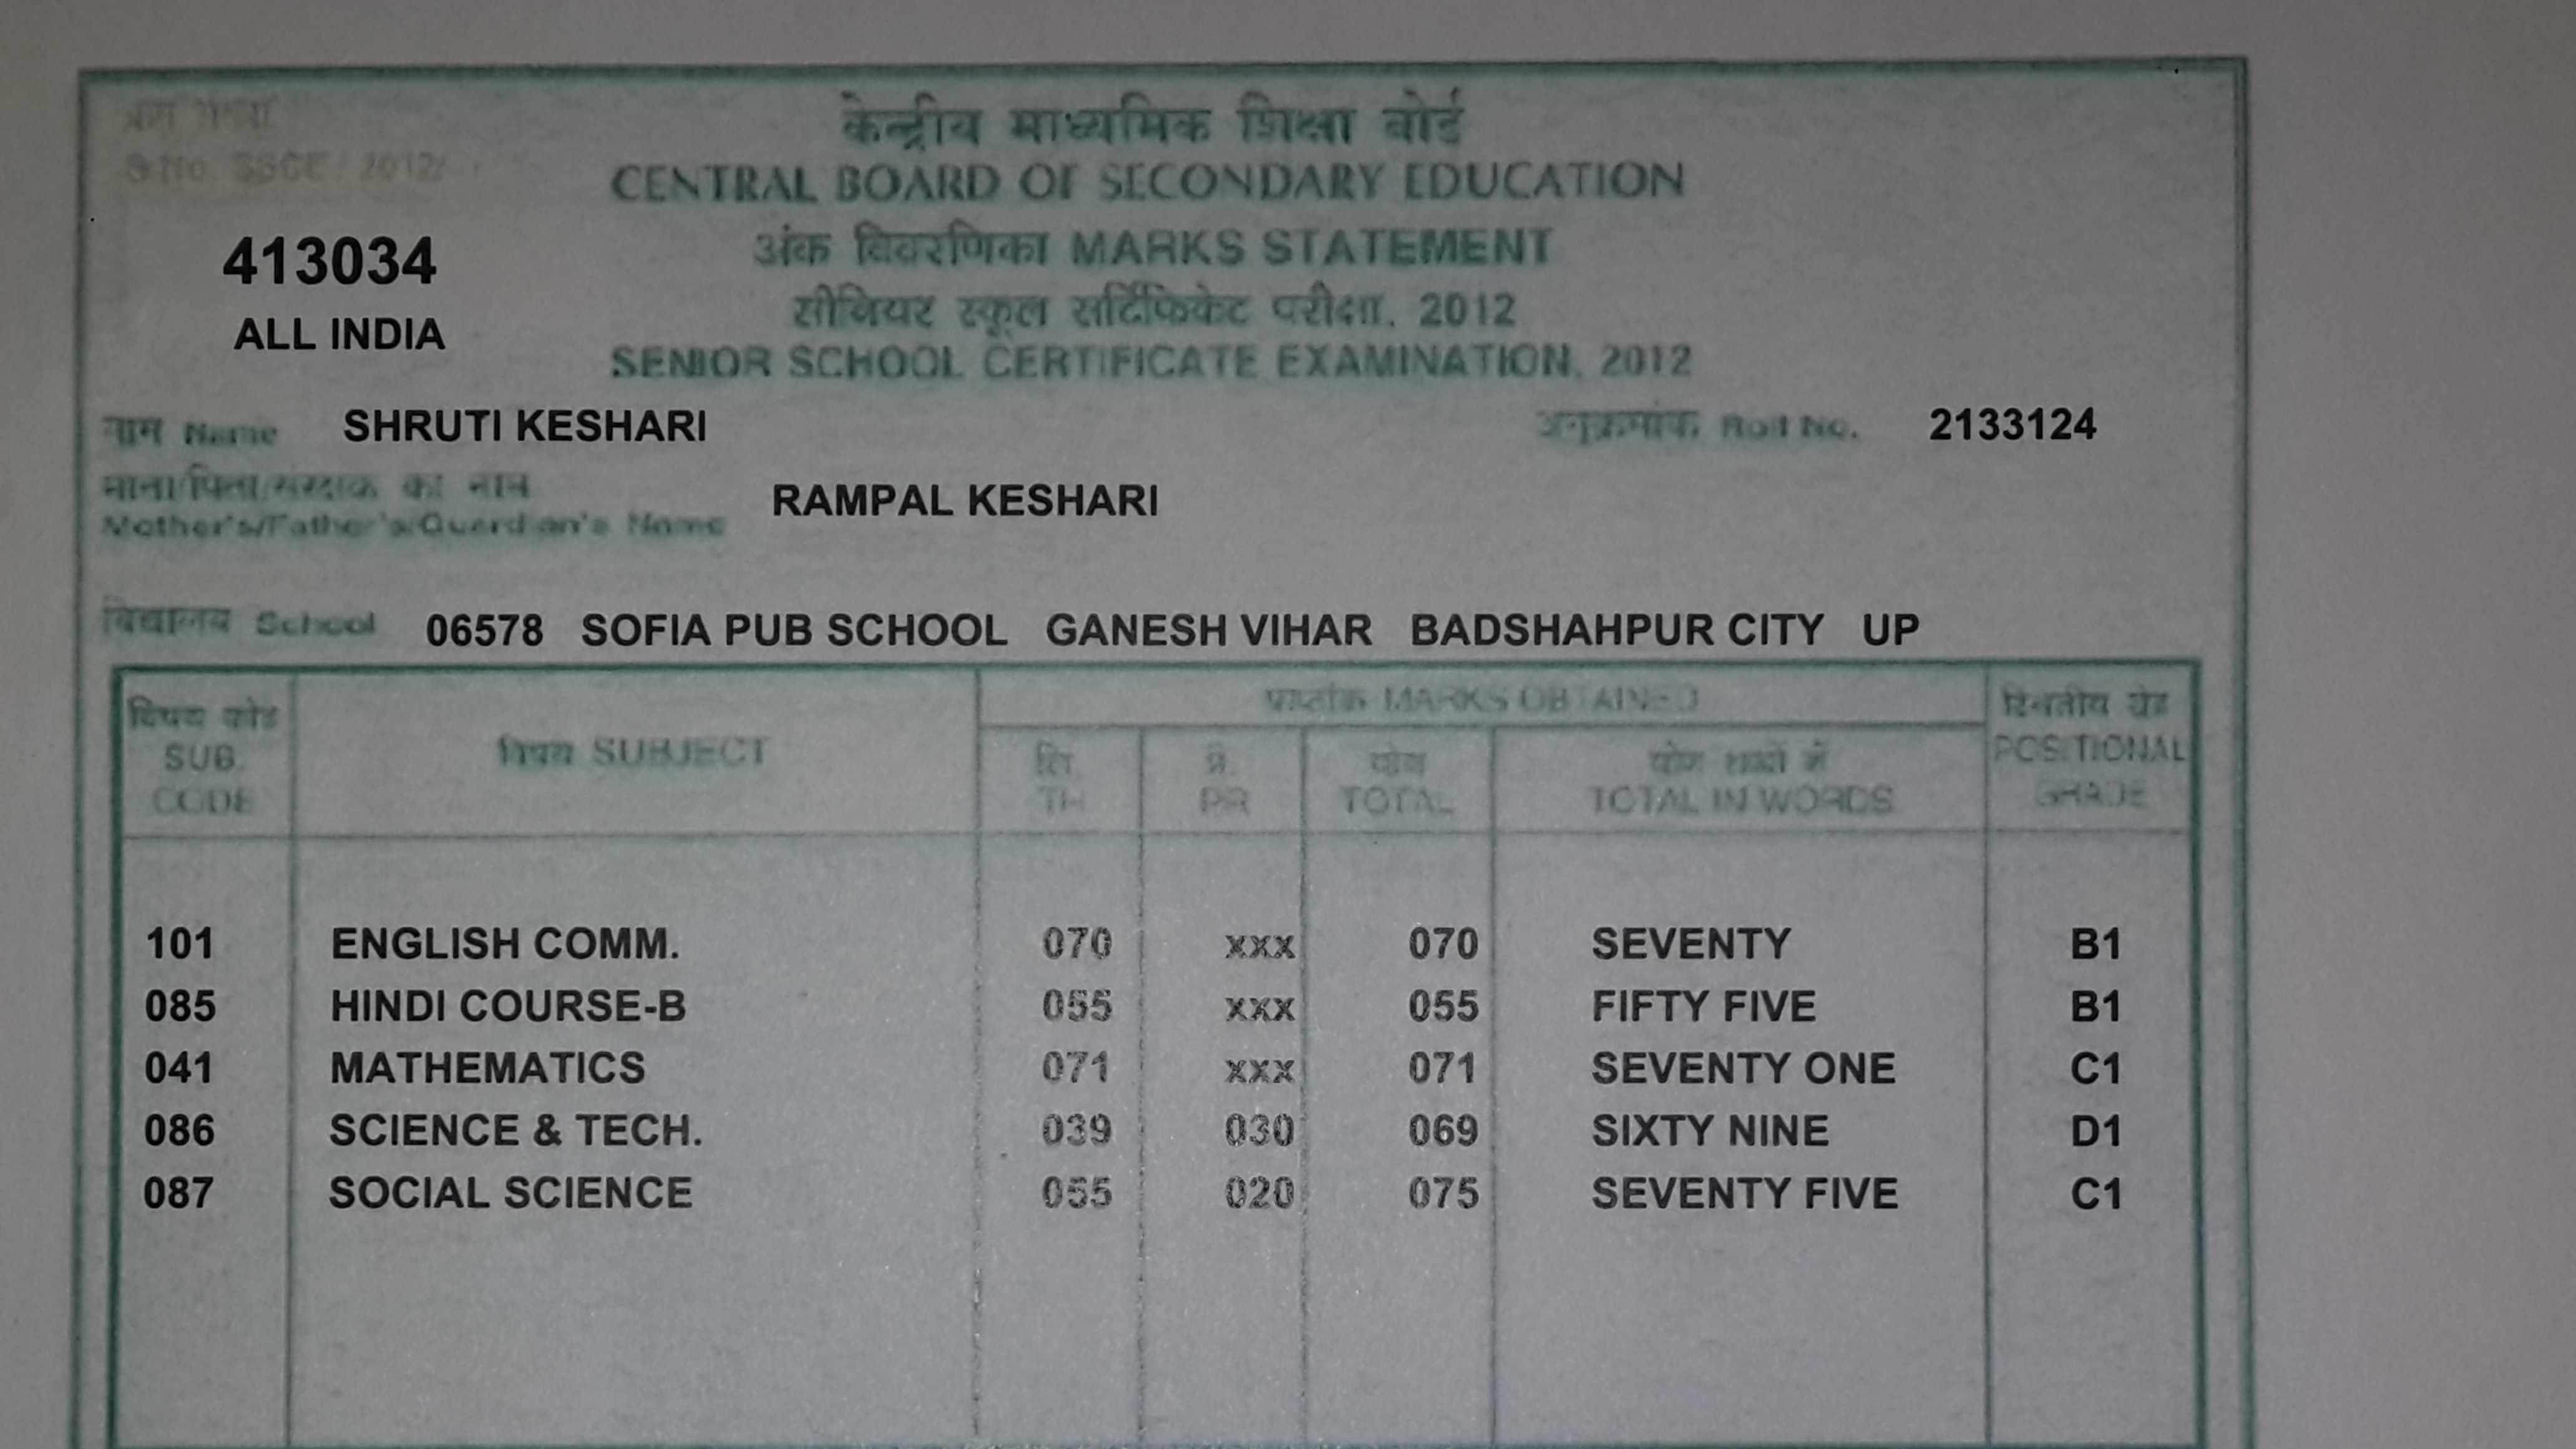 क्रम संख्या
S.No. SSCE / 2012/
केन्द्रीय माध्यमिक शिक्षा बोर्ड
CENTRAL BOARD OF SECONDARY EDUCATION
413034
अंक विवरणिका MARKS STATEMENT
ALL INDIA
सीनियर स्कूल सर्टिफिकेट परीक्षा, 2012
SENIOR SCHOOL CERTIFICATE EXAMINATION, 2012
नाम Name SHRUTI KESHARI अनुक्रमांक Roll No. 2133124
माता/पिता/संरक्षक का नाम
Mother's/Father's/Guardian's Name RAMPAL KESHARI
विद्यालय School 06578 SOFIA PUB SCHOOL GANESH VIHAR BADSHAHPUR CITY UP
विषय कोड SUB. CODE
विषय SUBJECT
प्राप्तांक MARKS OBTAINED
लि. TH
प्रे. PR
योग TOTAL
योग शब्दों में TOTAL IN WORDS
स्थितीय ग्रेड POSITIONAL GRADE
101 ENGLISH COMM. 070 xxx 070 SEVENTY B1
085 HINDI COURSE-B 055 xxx 055 FIFTY FIVE B1
041 MATHEMATICS 071 xxx 071 SEVENTY ONE C1
086 SCIENCE & TECH. 039 030 069 SIXTY NINE D1
087 SOCIAL SCIENCE 055 020 075 SEVENTY FIVE C1